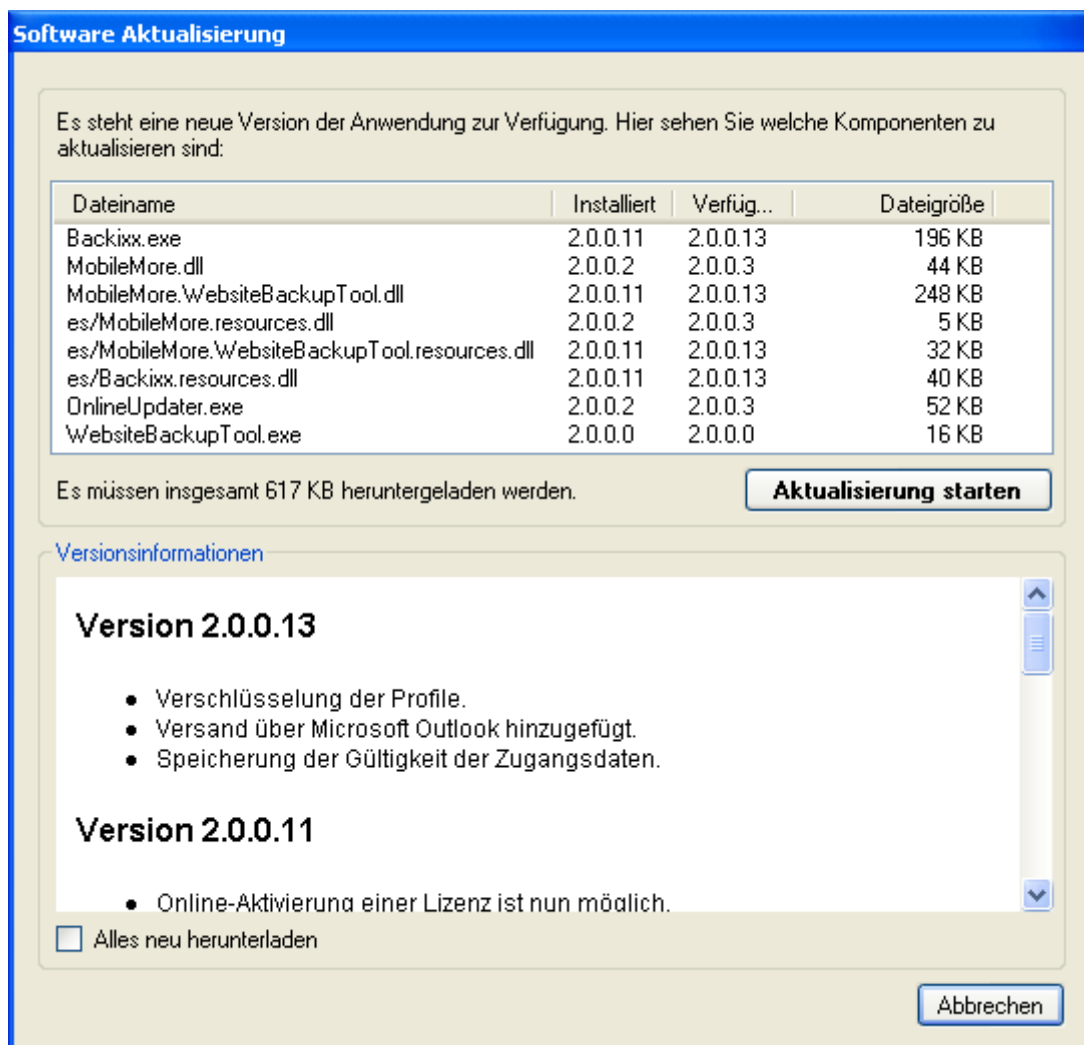 Software Aktualisierung
Es steht eine neue Version der Anwendung zur Verfügung. Hier sehen Sie welche Komponenten zu
aktualisieren sind:
Dateiname Installiert Verfüg... Dateigröße
Backixx.exe 2.0.0.11 2.0.0.13 196 KB
MobileMore.dll 2.0.0.2 2.0.0.3 44 KB
MobileMore.WebsiteBackupTool.dll 2.0.0.11 2.0.0.13 248 KB
es/MobileMore.resources.dll 2.0.0.2 2.0.0.3 5 KB
es/MobileMore.WebsiteBackupTool.resources.dll 2.0.0.11 2.0.0.13 32 KB
es/Backixx.resources.dll 2.0.0.11 2.0.0.13 40 KB
OnlineUpdater.exe 2.0.0.2 2.0.0.3 52 KB
WebsiteBackupTool.exe 2.0.0.0 2.0.0.0 16 KB
Es müssen insgesamt 617 KB heruntergeladen werden. Aktualisierung starten
Versionsinformationen
Version 2.0.0.13
• Verschlüsselung der Profile.
• Versand über Microsoft Outlook hinzugefügt.
• Speicherung der Gültigkeit der Zugangsdaten.
Version 2.0.0.11
• Online-Aktivierung einer Lizenz ist nun möglich.
Alles neu herunterladen
Abbrechen